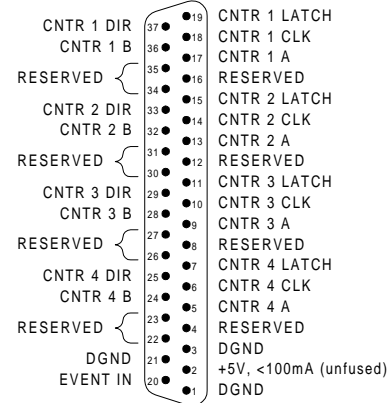 CNTR 1 DIR 37 19 CNTR 1 LATCH
CNTR 1 B 36 18 CNTR 1 CLK
RESERVED 35 17 CNTR 1 A
34 16 RESERVED
CNTR 2 DIR 33 15 CNTR 2 LATCH
CNTR 2 B 32 14 CNTR 2 CLK
RESERVED 31 13 CNTR 2 A
30 12 RESERVED
CNTR 3 DIR 29 11 CNTR 3 LATCH
CNTR 3 B 28 10 CNTR 3 CLK
RESERVED 27 9 CNTR 3 A
26 8 RESERVED
CNTR 4 DIR 25 7 CNTR 4 LATCH
CNTR 4 B 24 6 CNTR 4 CLK
RESERVED 23 5 CNTR 4 A
22 4 RESERVED
DGND 21 3 DGND
EVENT IN 20 2 +5V, <100mA (unfused)
1 DGND